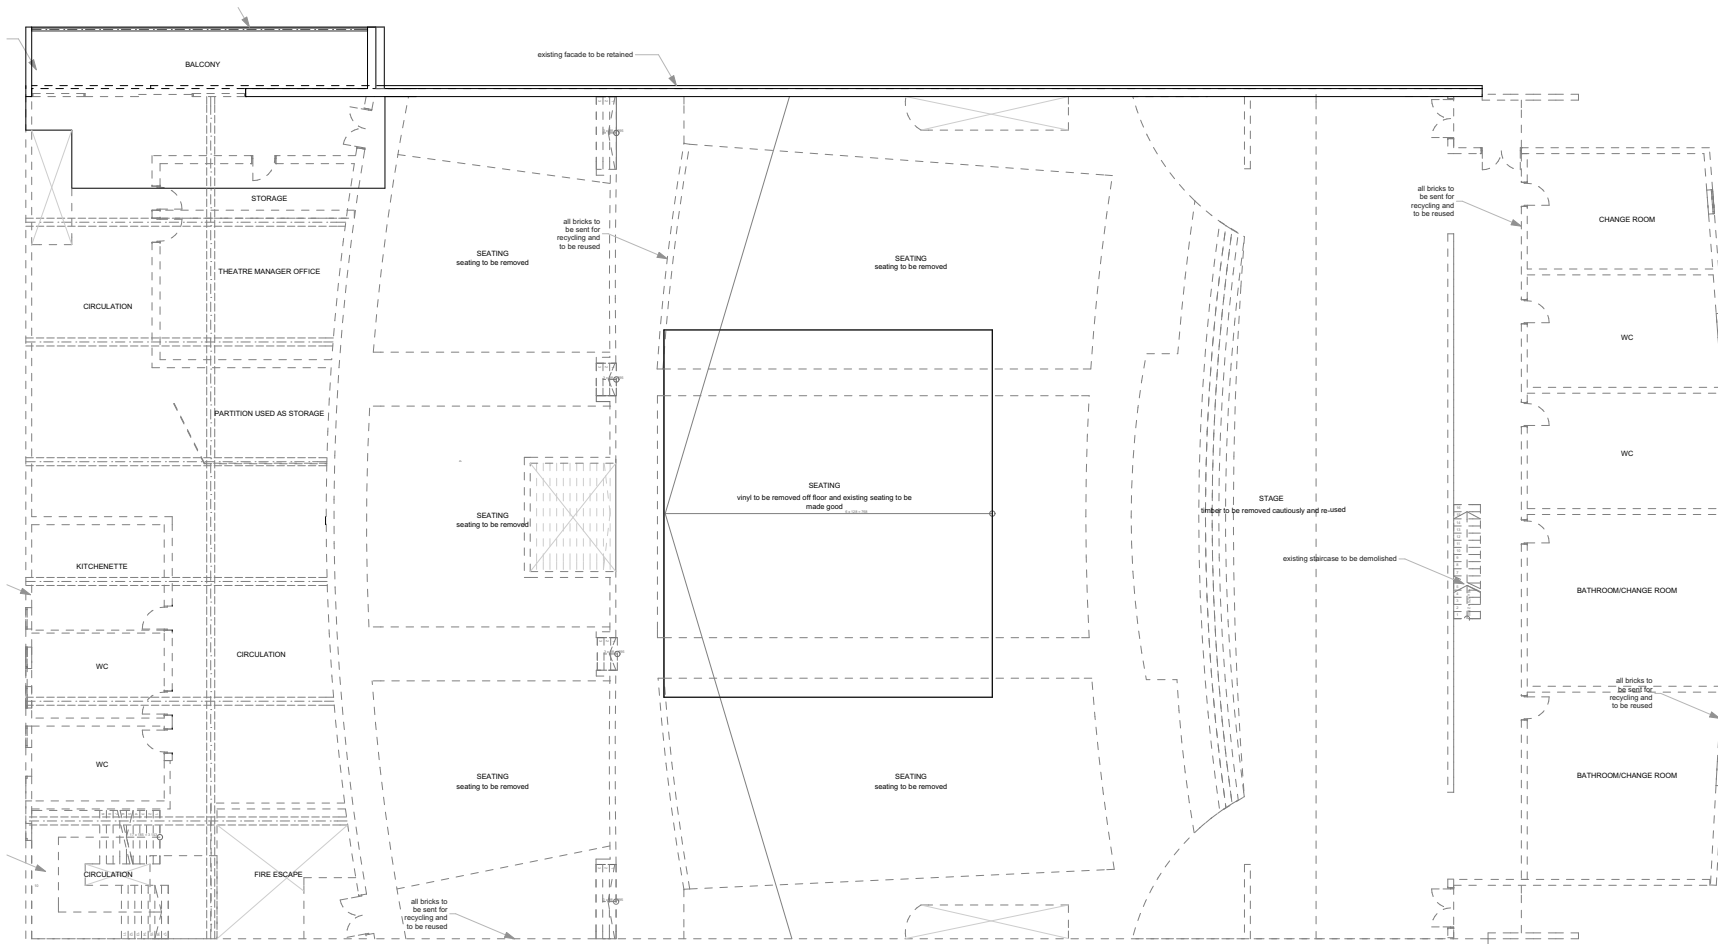 existing facade to be retained
BALCONY
STORAGE
all bricks to
be sent for
recycling and
to be reused
all bricks to
be sent for
recycling and
to be reused
CHANGE ROOM
SEATING
seating to be removed
SEATING
seating to be removed
THEATRE MANAGER OFFICE
CIRCULATION
WC
PARTITION USED AS STORAGE
WC
SEATING
vinyl to be removed off floor and existing seating to be
made good
STAGE
timber to be removed cautiously and re-used
SEATING
seating to be removed
existing staircase to be demolished
KITCHENETTE
BATHROOM/CHANGE ROOM
CIRCULATION
WC
all bricks to
be sent for
recycling and
to be reused
WC
SEATING
seating to be removed
SEATING
seating to be removed
BATHROOM/CHANGE ROOM
CIRCULATION
FIRE ESCAPE
all bricks to
be sent for
recycling and
to be reused